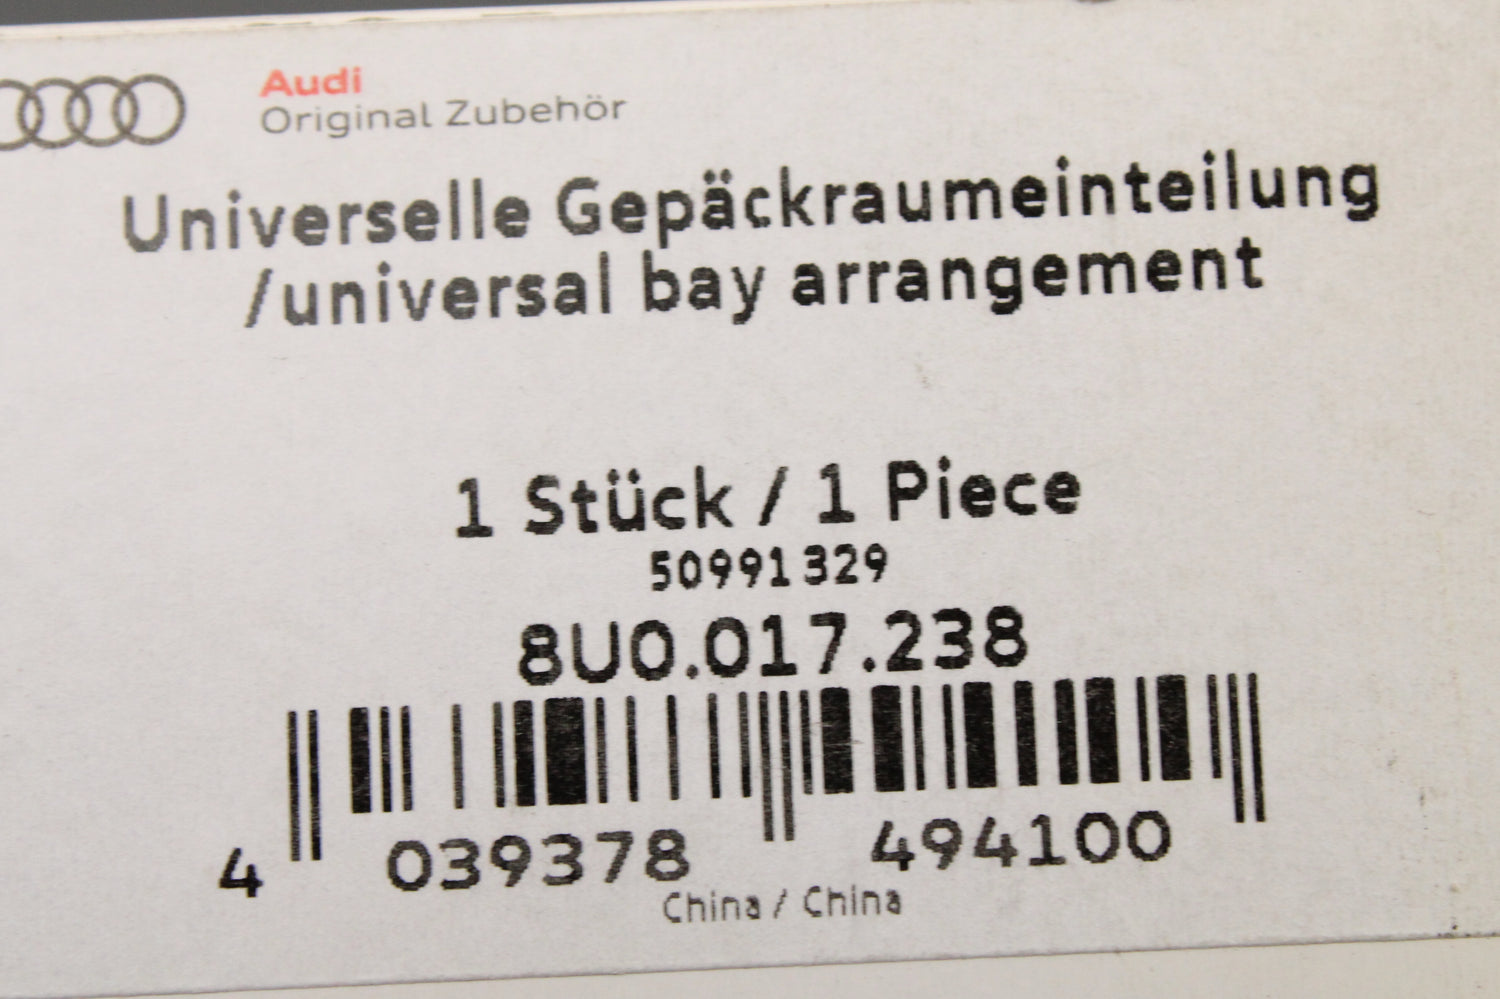 Audi
Original Zubehör
Universelle Gepäckraumeinteilung
/universal bay arrangement
1 Stück / 1 Piece
50991329
8U0.017.238
4 039378 494100
China / China